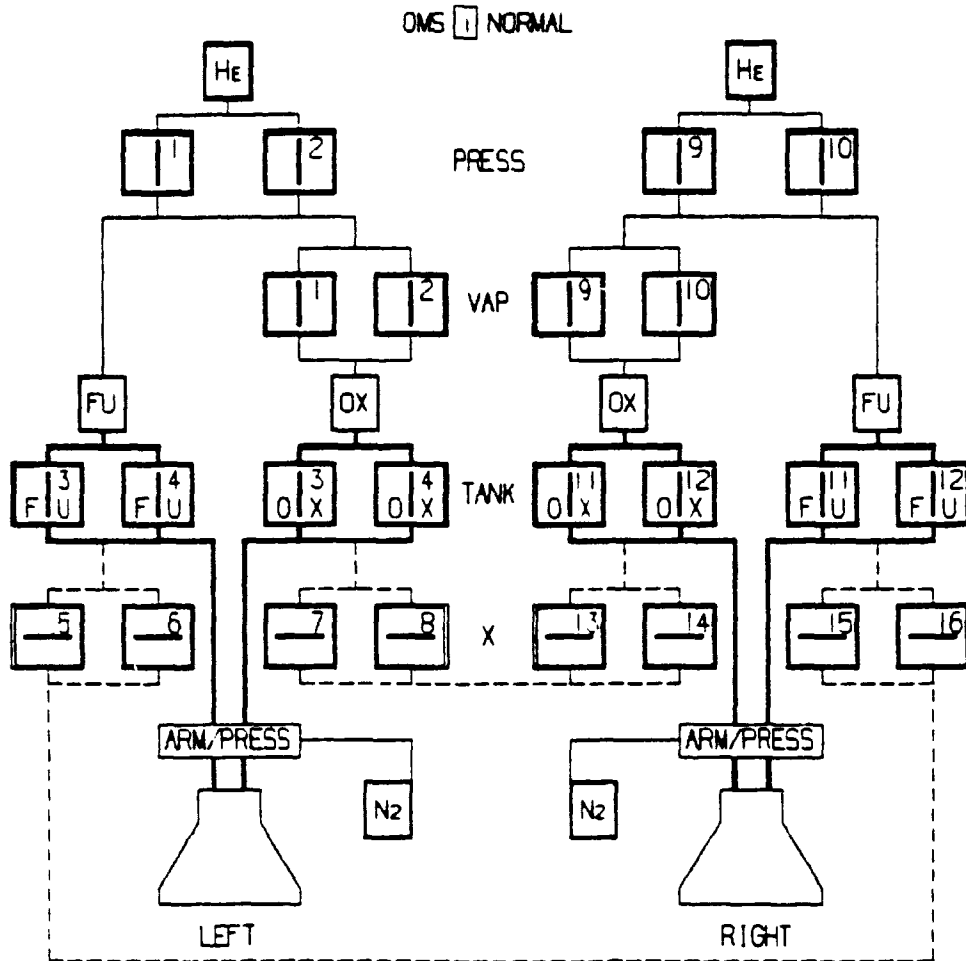 OMS 1 NORMAL
HE HE
1 2 PRESS 9 10
1 2 VAP 9 10
FU OX OX FU
3 4 3 4 TANK 11 12 11 12
F U F U O X O X O X O X F U F U
5 6 7 8 X 13 14 15 16
ARM/PRESS ARM/PRESS
N2 N2
LEFT RIGHT